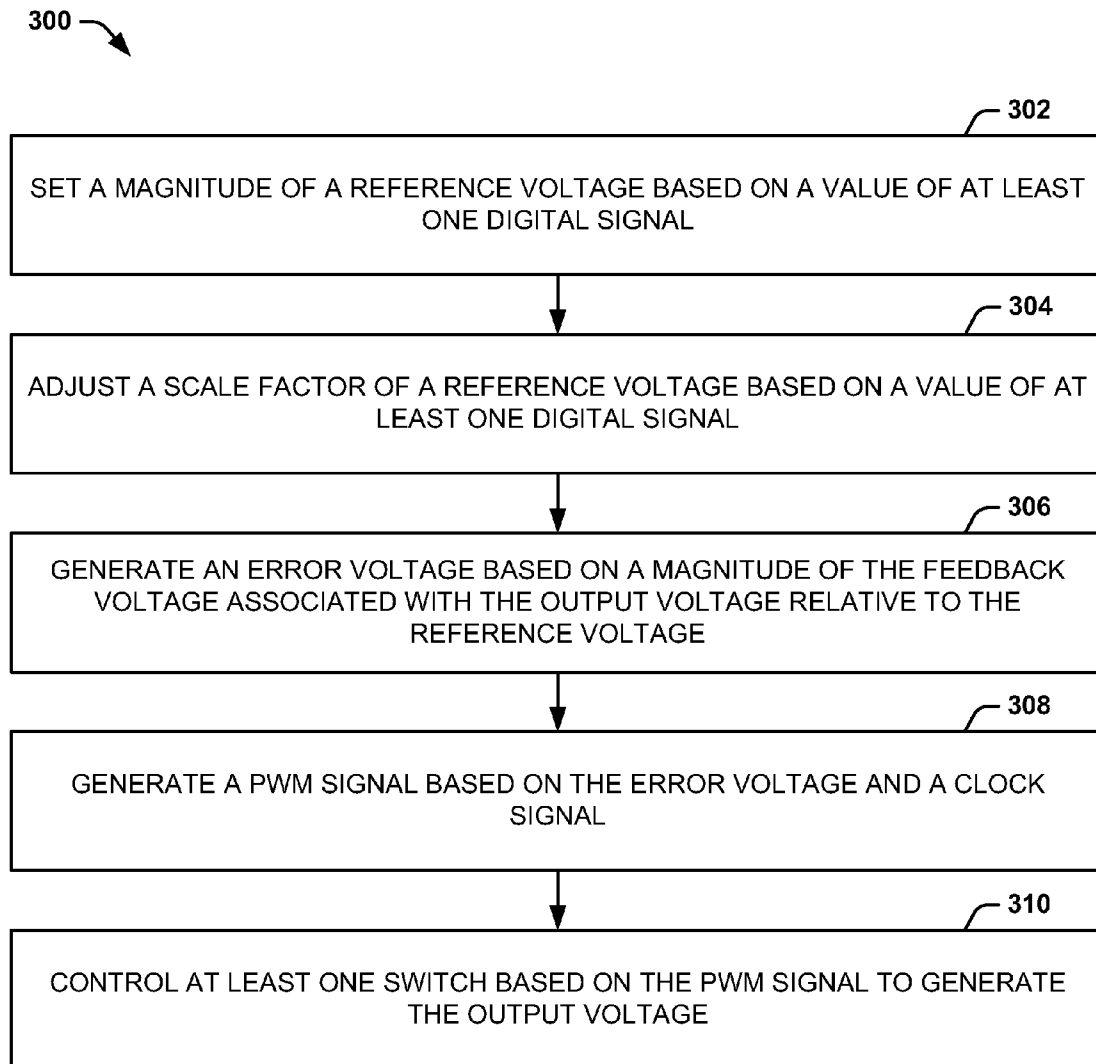 300
302
SET A MAGNITUDE OF A REFERENCE VOLTAGE BASED ON A VALUE OF AT LEAST
ONE DIGITAL SIGNAL
304
ADJUST A SCALE FACTOR OF A REFERENCE VOLTAGE BASED ON A VALUE OF AT
LEAST ONE DIGITAL SIGNAL
306
GENERATE AN ERROR VOLTAGE BASED ON A MAGNITUDE OF THE FEEDBACK
VOLTAGE ASSOCIATED WITH THE OUTPUT VOLTAGE RELATIVE TO THE
REFERENCE VOLTAGE
308
GENERATE A PWM SIGNAL BASED ON THE ERROR VOLTAGE AND A CLOCK
SIGNAL
310
CONTROL AT LEAST ONE SWITCH BASED ON THE PWM SIGNAL TO GENERATE
THE OUTPUT VOLTAGE